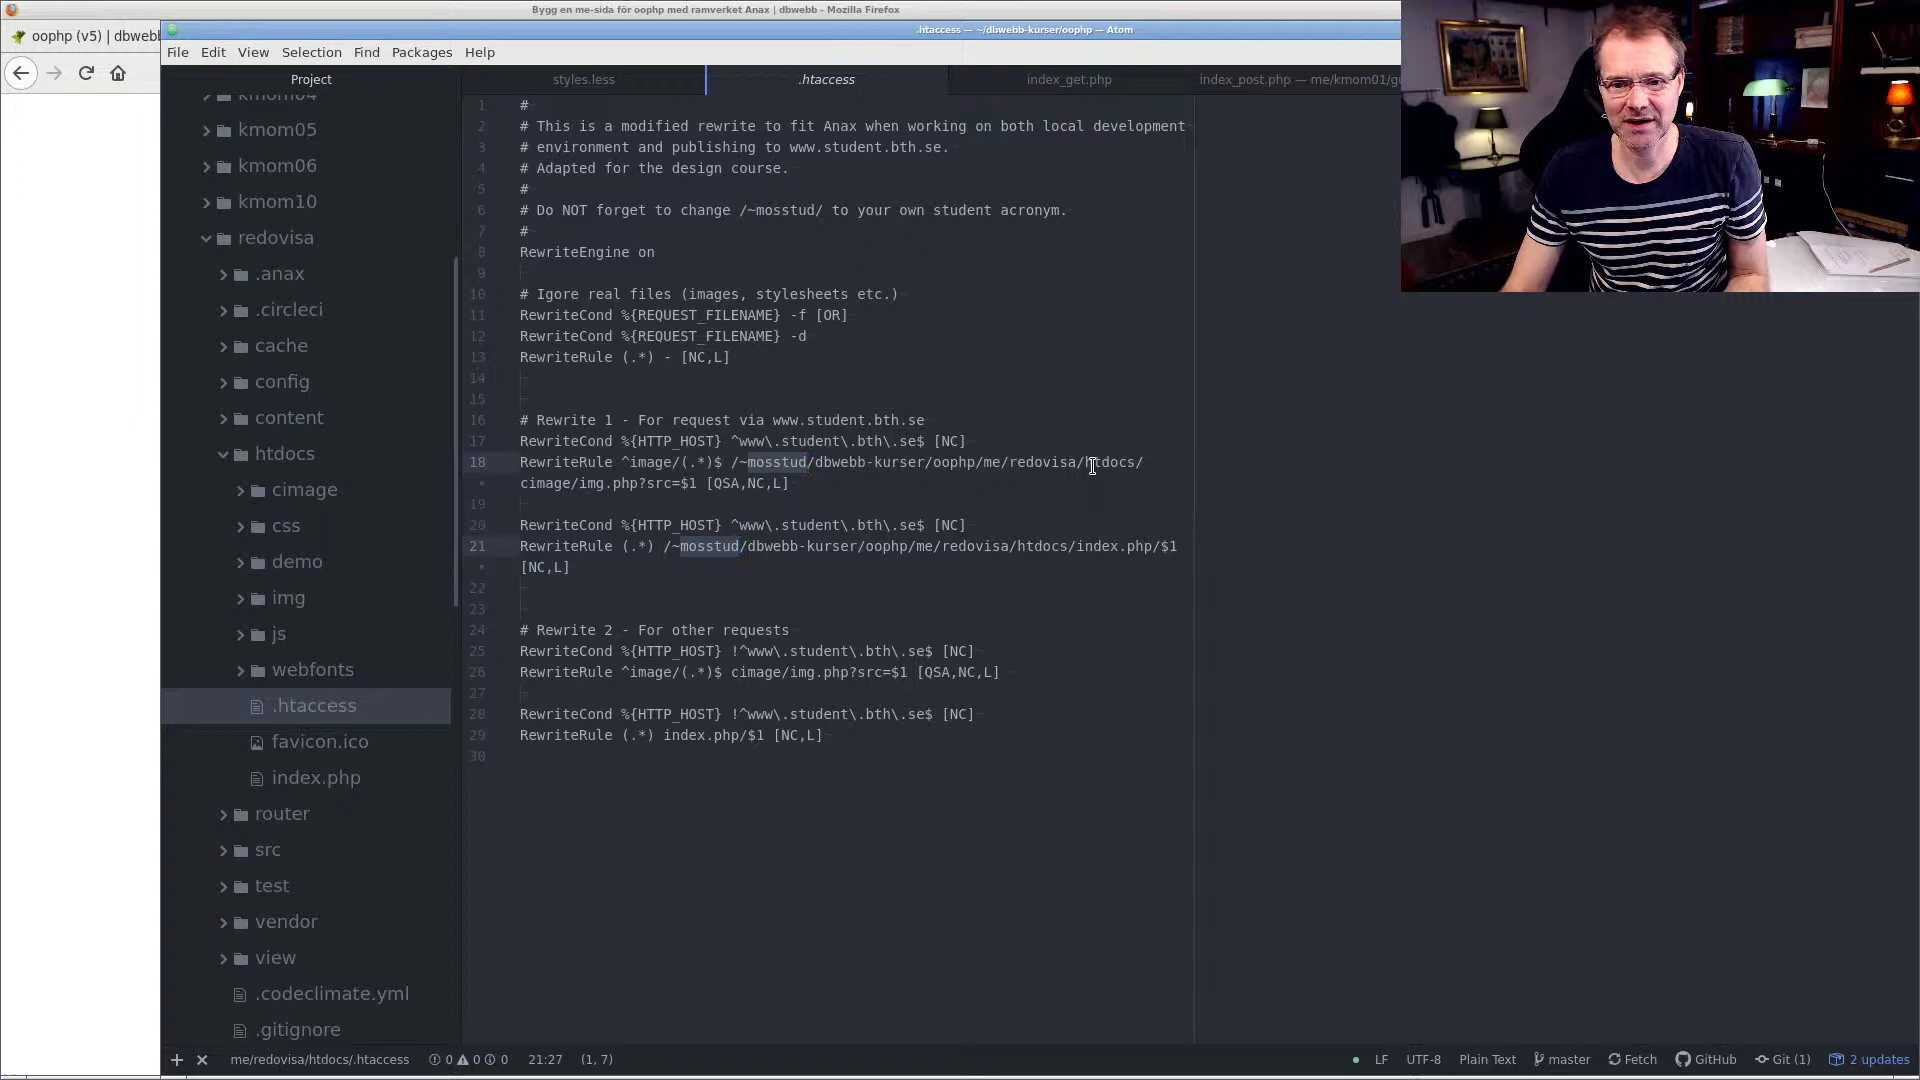 Bygg en me-sida för oophp med ramverket Anax | dbwebb - Mozilla Firefox
oophp (v5) | dbweb
.htaccess — ~/dbwebb-kurser/oophp — Atom
File Edit View Selection Find Packages Help
Project
styles.less
.htaccess
index_get.php
index_post.php — me/kmom01/gu
kmom04
kmom05
kmom06
kmom10
redovisa
.anax
.circleci
cache
config
content
htdocs
cimage
css
demo
img
js
webfonts
.htaccess
favicon.ico
index.php
router
src
test
vendor
view
.codeclimate.yml
.gitignore
1 #
2 # This is a modified rewrite to fit Anax when working on both local development
3 # environment and publishing to www.student.bth.se.
4 # Adapted for the design course.
5 #
6 # Do NOT forget to change /~mosstud/ to your own student acronym.
7 #
8 RewriteEngine on
9
10 # Igore real files (images, stylesheets etc.)
11 RewriteCond %{REQUEST_FILENAME} -f [OR]
12 RewriteCond %{REQUEST_FILENAME} -d
13 RewriteRule (.*) - [NC,L]
14
15
16 # Rewrite 1 - For request via www.student.bth.se
17 RewriteCond %{HTTP_HOST} ^www\.student\.bth\.se$ [NC]
18 RewriteRule ^image/(.*)$ /~mosstud/dbwebb-kurser/oophp/me/redovisa/htdocs/
• cimage/img.php?src=$1 [QSA,NC,L]
19
20 RewriteCond %{HTTP_HOST} ^www\.student\.bth\.se$ [NC]
21 RewriteRule (.*) /~mosstud/dbwebb-kurser/oophp/me/redovisa/htdocs/index.php/$1
• [NC,L]
22
23
24 # Rewrite 2 - For other requests
25 RewriteCond %{HTTP_HOST} !^www\.student\.bth\.se$ [NC]
26 RewriteRule ^image/(.*)$ cimage/img.php?src=$1 [QSA,NC,L]
27
28 RewriteCond %{HTTP_HOST} !^www\.student\.bth\.se$ [NC]
29 RewriteRule (.*) index.php/$1 [NC,L]
30
me/redovisa/htdocs/.htaccess 0 0 0 21:27 (1, 7)
LF UTF-8 Plain Text master Fetch GitHub Git (1) 2 updates